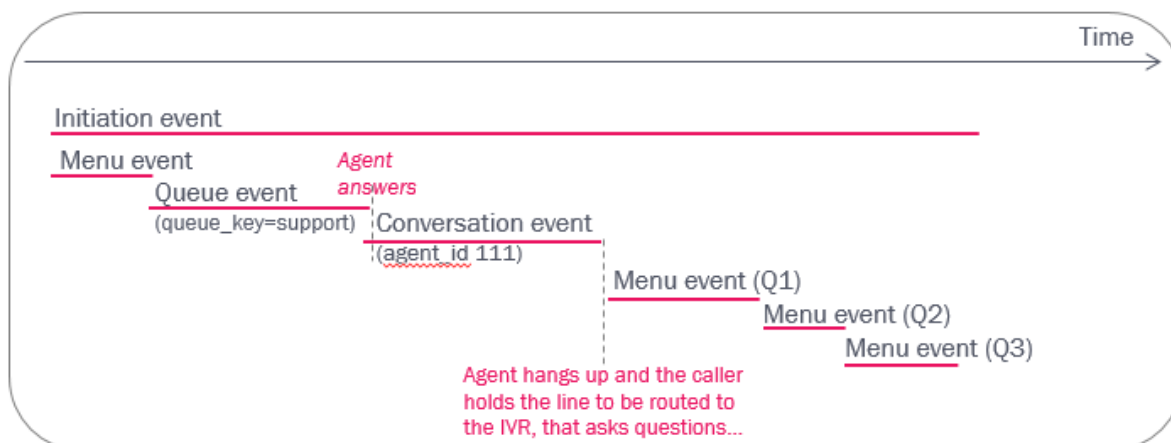 Time
Initiation event
Menu event
Agent
answers
Queue event
(queue_key=support)
Conversation event
(agent_id 111)
Menu event (Q1)
Menu event (Q2)
Menu event (Q3)
Agent hangs up and the caller
holds the line to be routed to
the IVR, that asks questions...